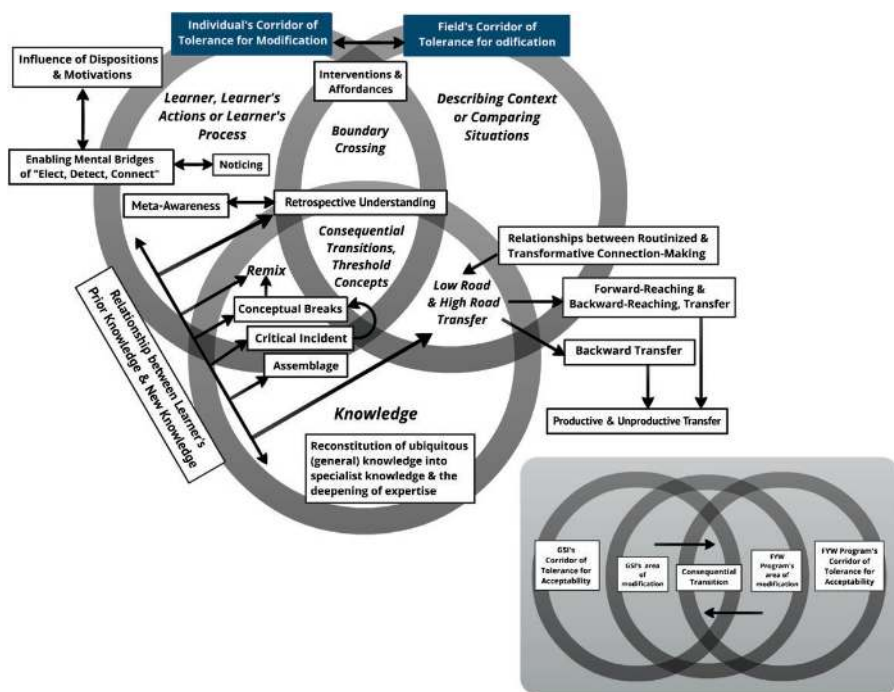 Individual's Corridor of
Tolerance for Modification
Field's Corridor of
Tolerance for odification
Influence of Dispositions
& Motivations
Interventions &
Affordances
Learner, Learner's
Actions or Learner's
Process
Describing Context
or Comparing
Situations
Boundary
Crossing
Enabling Mental Bridges
of "Elect, Detect, Connect"
Noticing
Meta-Awareness
Retrospective Understanding
Consequential
Transitions,
Threshold
Concepts
Relationships between Routinized &
Transformative Connection-Making
Remix
Low Road
& High Road
Transfer
Forward-Reaching &
Backward-Reaching, Transfer
Conceptual Breaks
Critical Incident
Assemblage
Backward Transfer
Relationship between Learner's
Prior Knowledge & New Knowledge
Knowledge
Productive & Unproductive Transfer
Reconstitution of ubiquitous
(general) knowledge into
specialist knowledge & the
deepening of expertise
GSI's
Corridor of
Tolerance for
Acceptability
GSI's area of
modification
Consequential
Transition
FYW
Program's
area of
modification
FYW Program's
Corridor of
Tolerance for
Acceptability